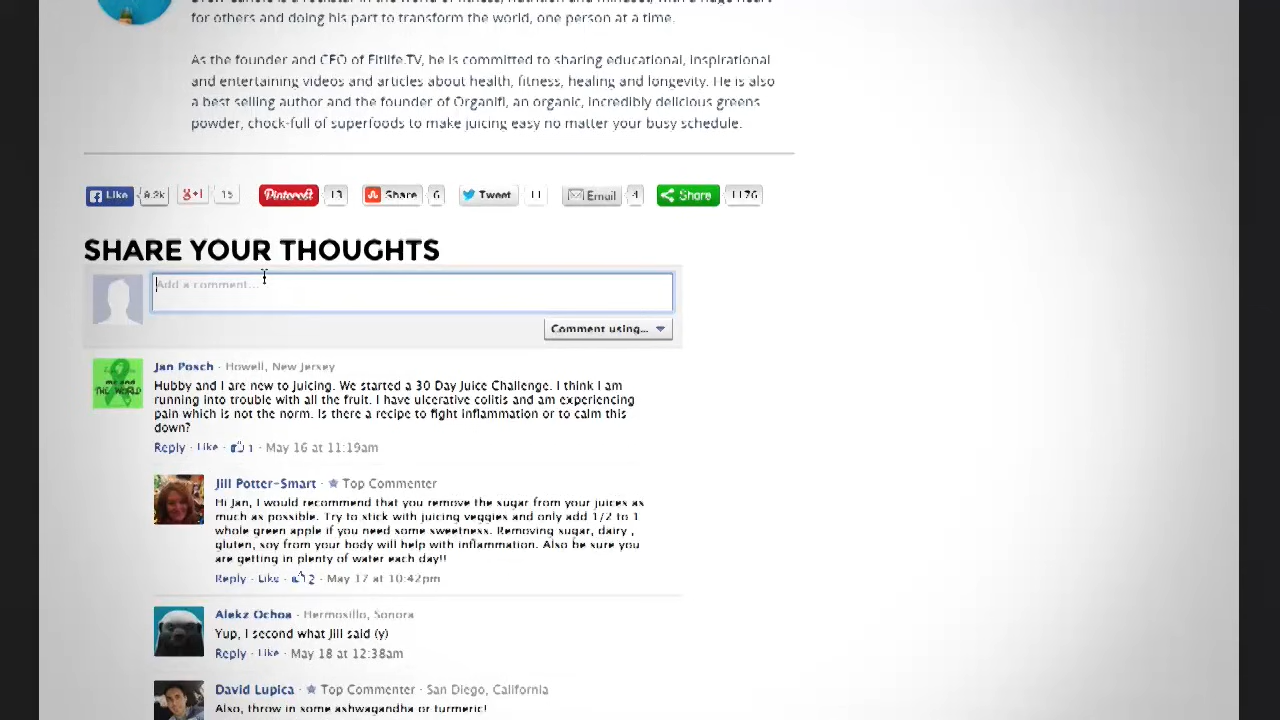 for others and doing his part to transform the world, one person at a time.
As the founder and CEO of Fitlife.TV, he is committed to sharing educational, inspirational
and entertaining videos and articles about health, fitness, healing and longevity. He is also
a best selling author and the founder of Organifi, an organic, incredibly delicious greens
powder, chock-full of superfoods to make juicing easy no matter your busy schedule.
Like 9.2k +1 15 Pinterest 13 Share 6 Tweet 11 Email 4 Share 1176
SHARE YOUR THOUGHTS
Add a comment...
Comment using...
Jan Posch · Howell, New Jersey
Hubby and I are new to juicing. We started a 30 Day Juice Challenge. I think I am
running into trouble with all the fruit. I have ulcerative colitis and am experiencing
pain which is not the norm. Is there a recipe to fight inflammation or to calm this
down?
Reply · Like · 1 · May 16 at 11:19am
Jill Potter-Smart · Top Commenter
Hi Jan, I would recommend that you remove the sugar from your juices as
much as possible. Try to stick with juicing veggies and only add 1/2 to 1
whole green apple if you need some sweetness. Removing sugar, dairy ,
gluten, soy from your body will help with inflammation. Also be sure you
are getting in plenty of water each day!!
Reply · Like · 2 · May 17 at 10:42pm
Alekz Ochoa · Hermosillo, Sonora
Yup, I second what Jill said (y)
Reply · Like · May 18 at 12:38am
David Lupica · Top Commenter · San Diego, California
Also, throw in some ashwagandha or turmeric!